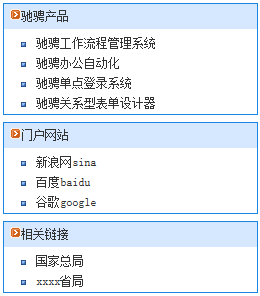 驰骋产品
驰骋工作流程管理系统
驰骋办公自动化
驰骋单点登录系统
驰骋关系型表单设计器
门户网站
新浪网sina
百度baidu
谷歌google
相关链接
国家总局
xxxx省局